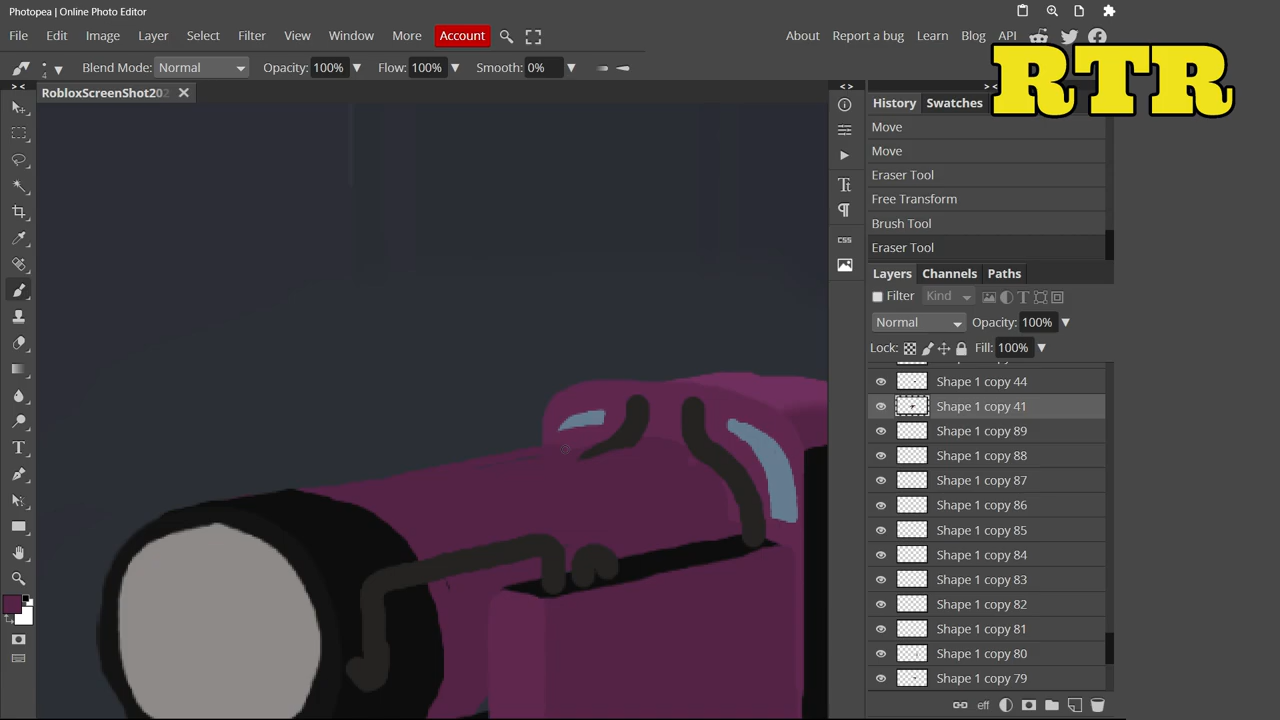 Photopea | Online Photo Editor
File Edit Image Layer Select Filter View Window More Account
About Report a bug Learn Blog API
4 Blend Mode: Normal Opacity: 100% Flow: 100% Smooth: 0%
RTR
RobloxScreenShot202
> <
< >
> <
History Swatches
Move
Move
Eraser Tool
Free Transform
Brush Tool
Eraser Tool
Layers Channels Paths
Filter Kind
Normal Opacity: 100%
Lock: Fill: 100%
Shape 1 copy 44
Shape 1 copy 41
Shape 1 copy 89
Shape 1 copy 88
Shape 1 copy 87
Shape 1 copy 86
Shape 1 copy 85
Shape 1 copy 84
Shape 1 copy 83
Shape 1 copy 82
Shape 1 copy 81
Shape 1 copy 80
Shape 1 copy 79
CSS
eff